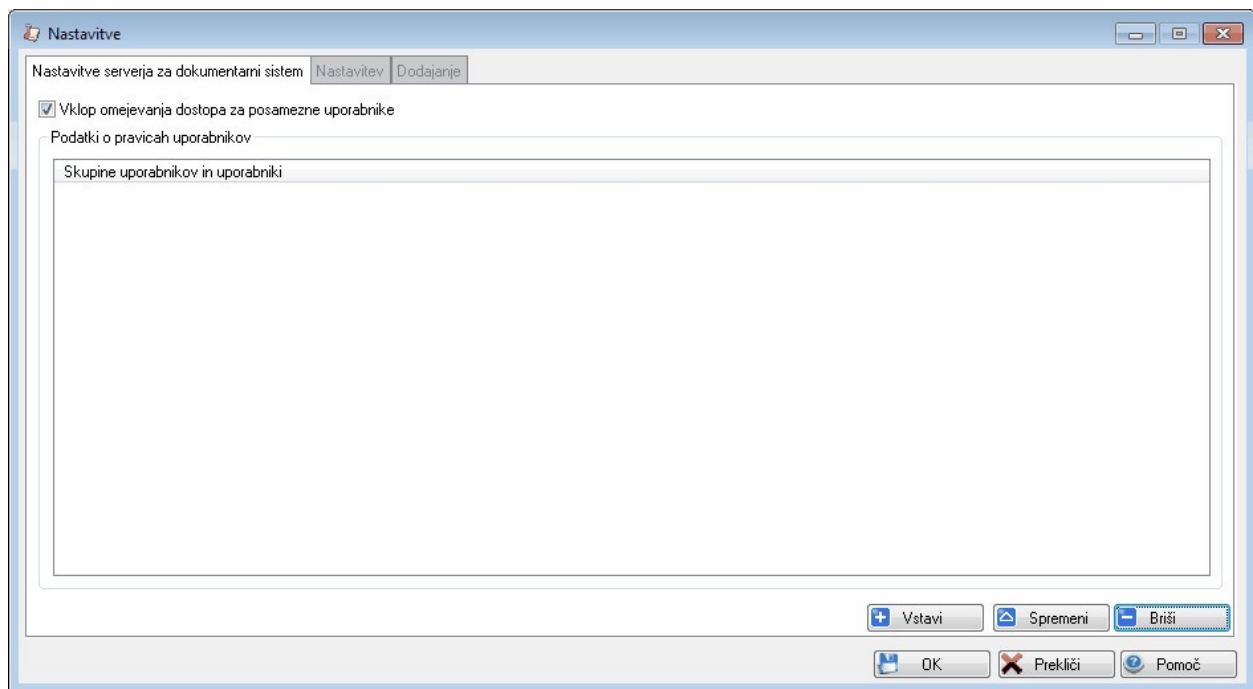 Nastavitve
Nastavitve serverja za dokumentarni sistem Nastavitev Dodajanje
Vklop omejevanja dostopa za posamezne uporabnike
Podatki o pravicah uporabnikov
Skupine uporabnikov in uporabniki
Vstavi Spremeni Briši
OK Prekliči Pomoč